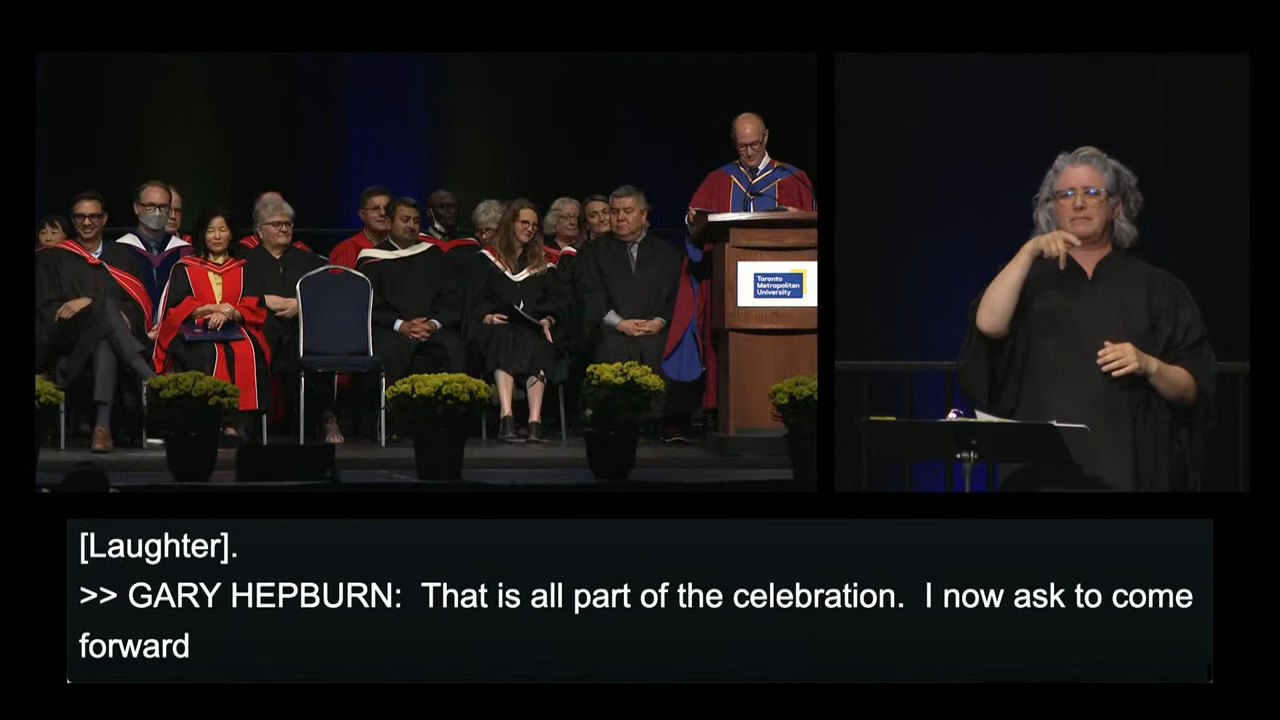 Toronto
Metropolitan
University
[Laughter].
>> GARY HEPBURN:  That is all part of the celebration.  I now ask to come
forward